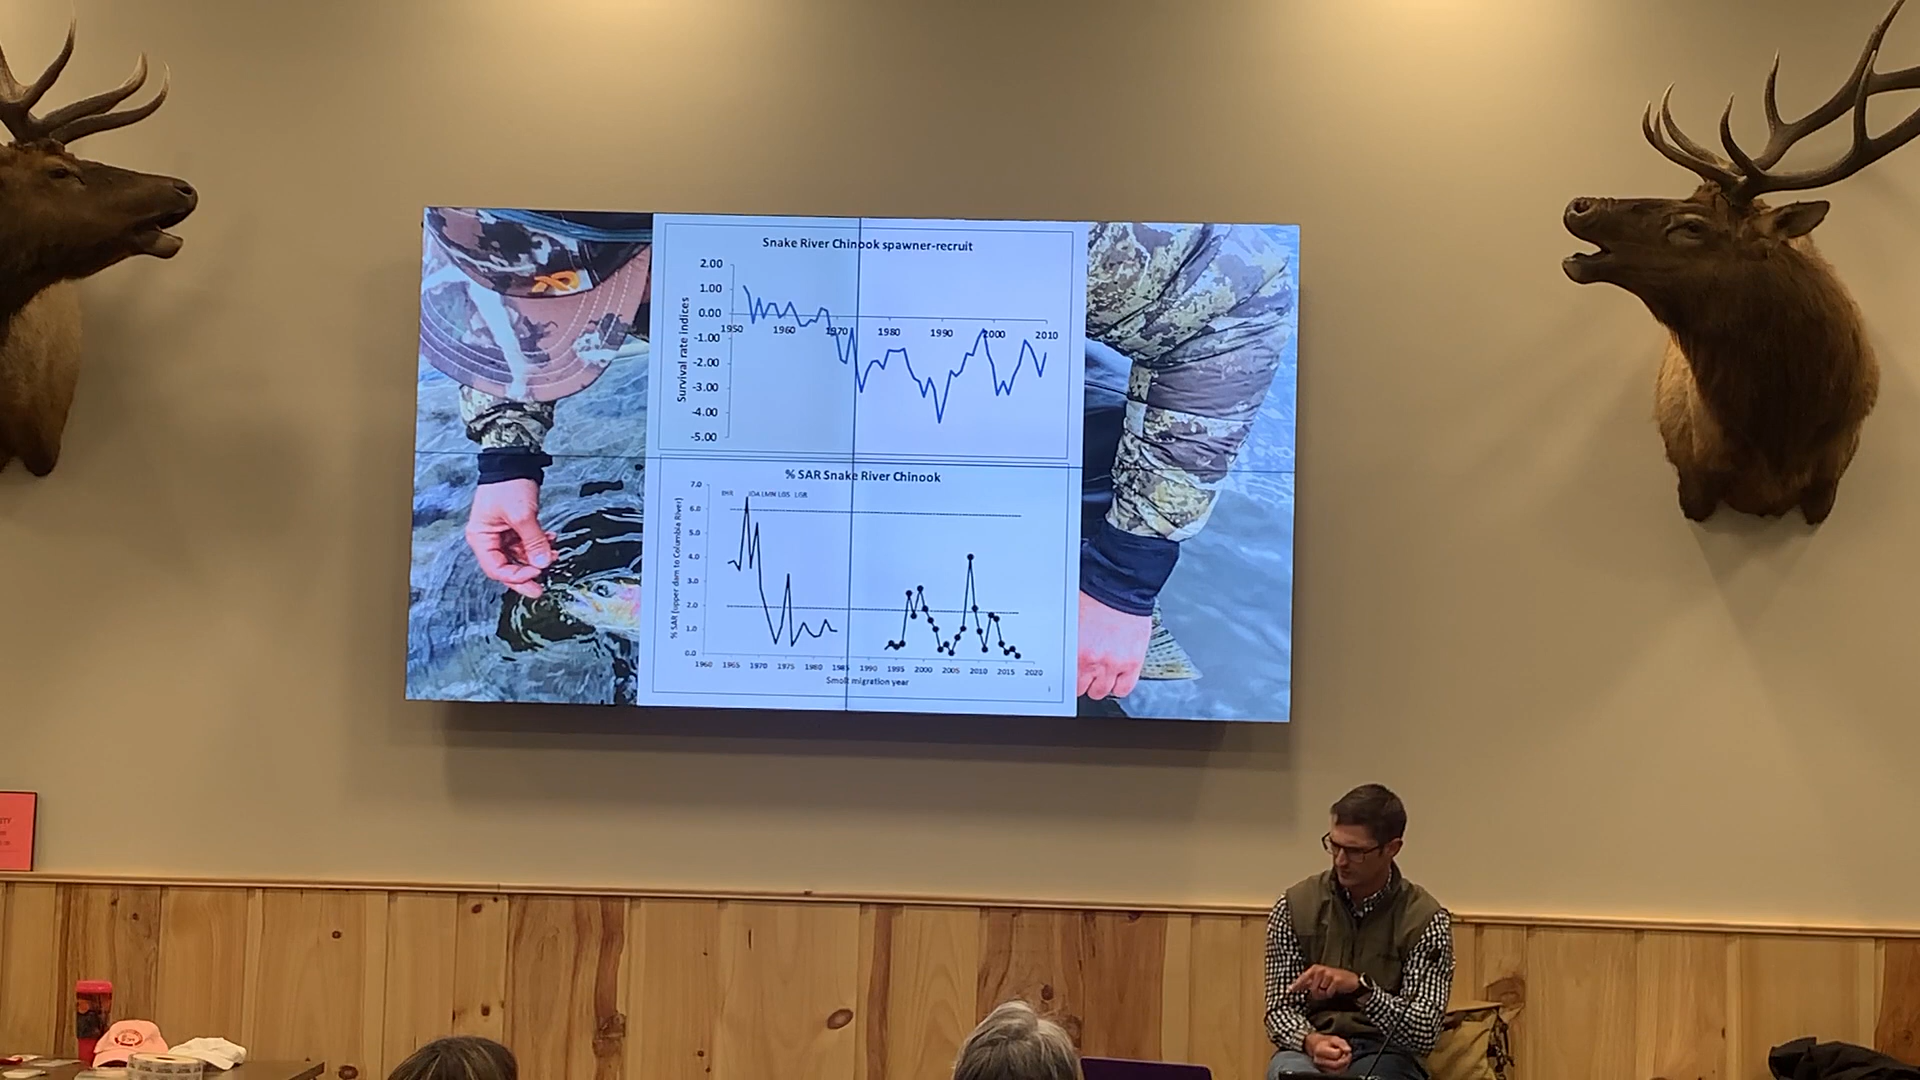 Snake River Chinook spawner-recruit
Survival rate indices
2.00
1.00
0.00
-1.00
-2.00
-3.00
-4.00
-5.00
1950 1960 1970 1980 1990 2000 2010
% SAR Snake River Chinook
% SAR (upper dam to Columbia River)
7.0
6.0
5.0
4.0
3.0
2.0
1.0
0.0
IDA LMN LGS LGR
1960 1965 1970 1975 1980 1985 1990 1995 2000 2005 2010 2015 2020
Smolt migration year